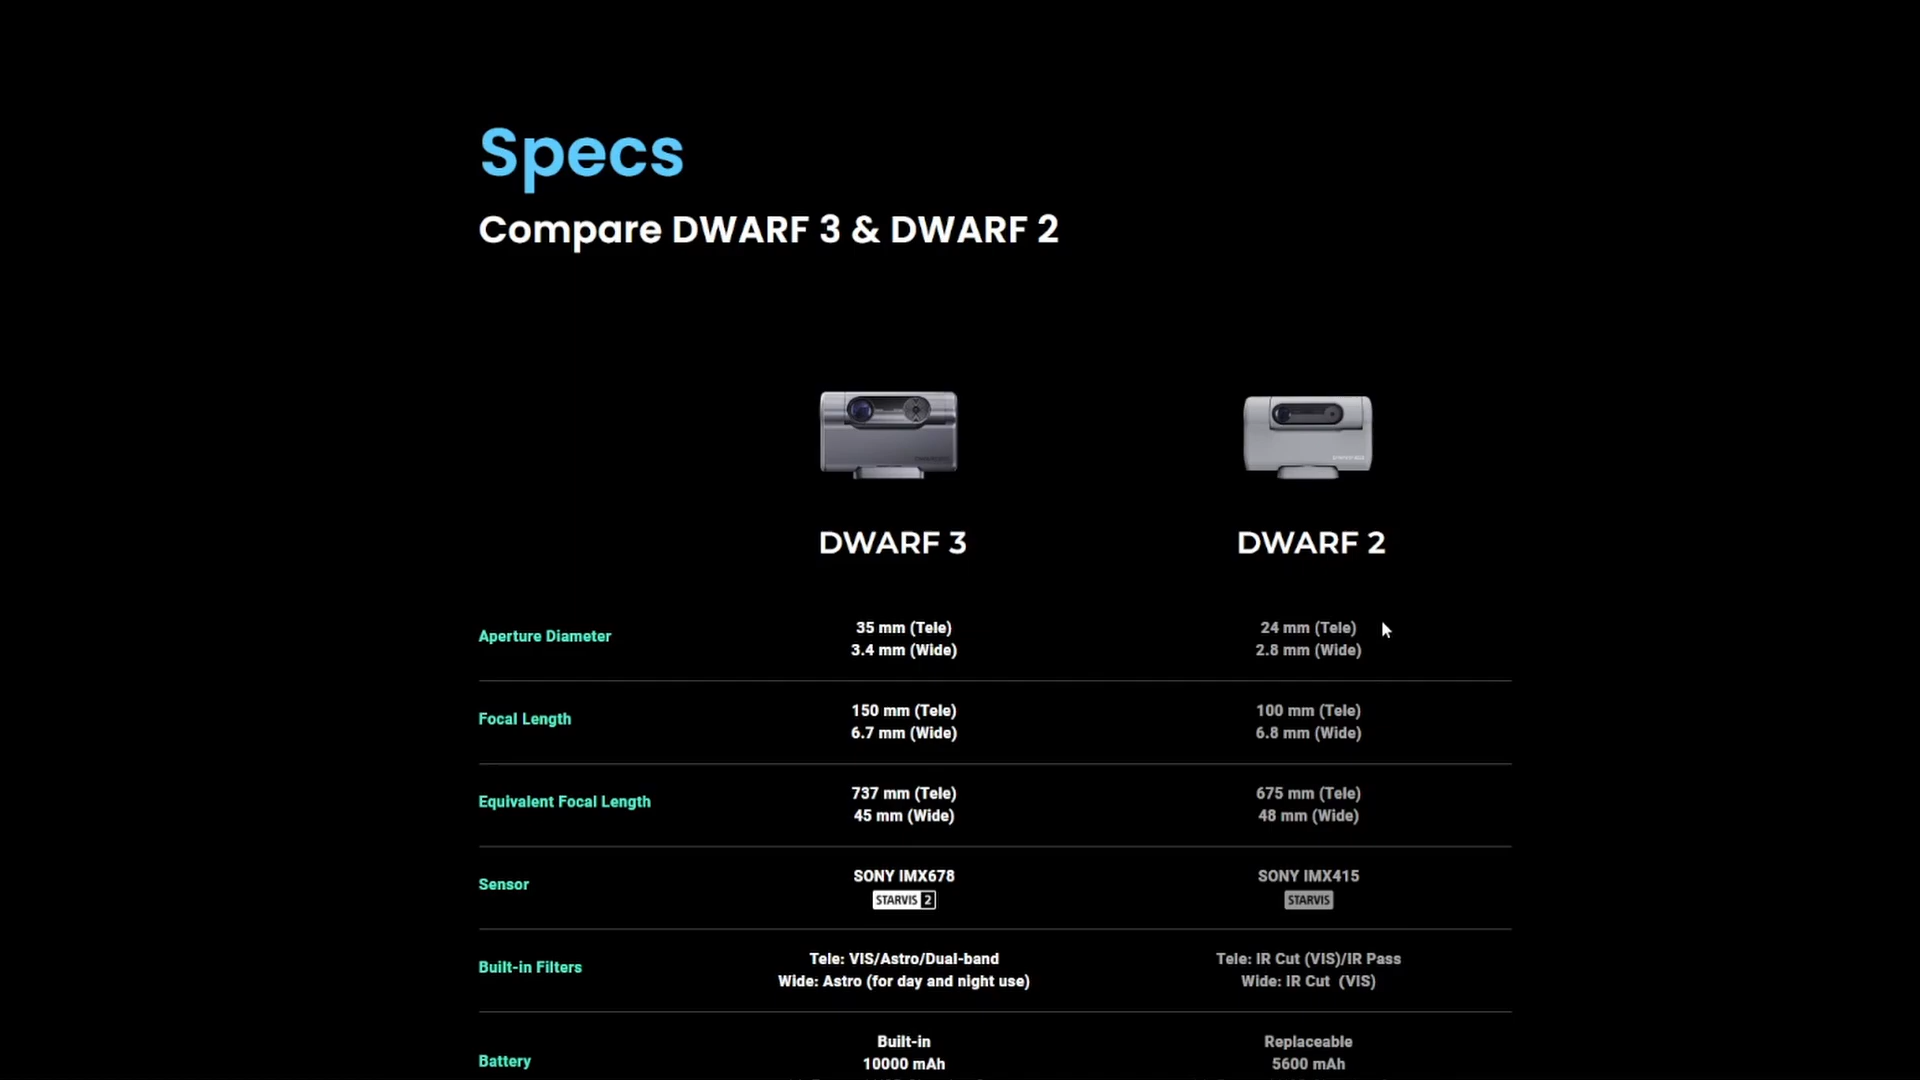 Specs
Compare DWARF 3 & DWARF 2
DWARF 3
DWARF 2
Aperture Diameter
35 mm (Tele)
3.4 mm (Wide)
24 mm (Tele)
2.8 mm (Wide)
Focal Length
150 mm (Tele)
6.7 mm (Wide)
100 mm (Tele)
6.8 mm (Wide)
Equivalent Focal Length
737 mm (Tele)
45 mm (Wide)
675 mm (Tele)
48 mm (Wide)
Sensor
SONY IMX678
STARVIS 2
SONY IMX415
STARVIS
Built-in Filters
Tele: VIS/Astro/Dual-band
Wide: Astro (for day and night use)
Tele: IR Cut (VIS)/IR Pass
Wide: IR Cut (VIS)
Battery
Built-in
10000 mAh
Replaceable
5600 mAh